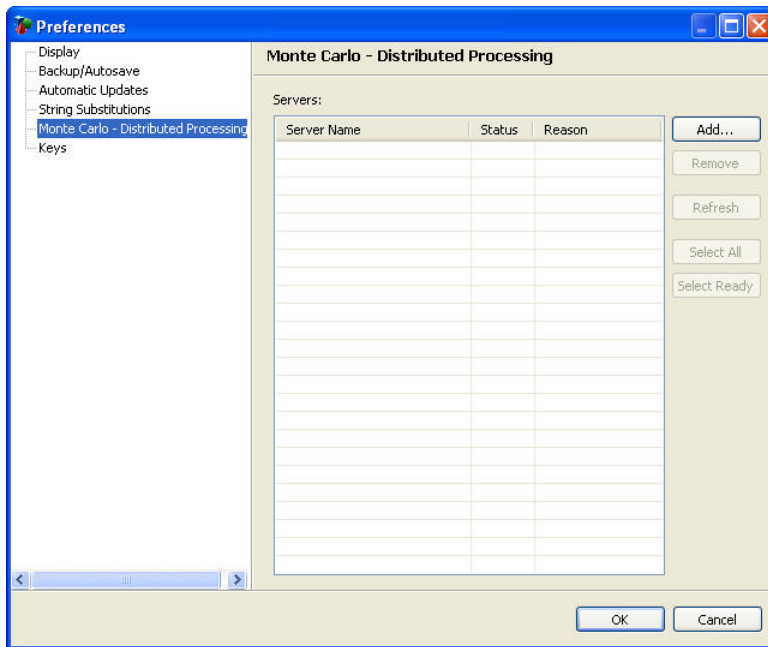 Preferences
Display
Backup/Autosave
Automatic Updates
String Substitutions
Monte Carlo - Distributed Processing
Keys
Monte Carlo - Distributed Processing
Servers:
Server Name Status Reason
Add...
Remove
Refresh
Select All
Select Ready
OK Cancel